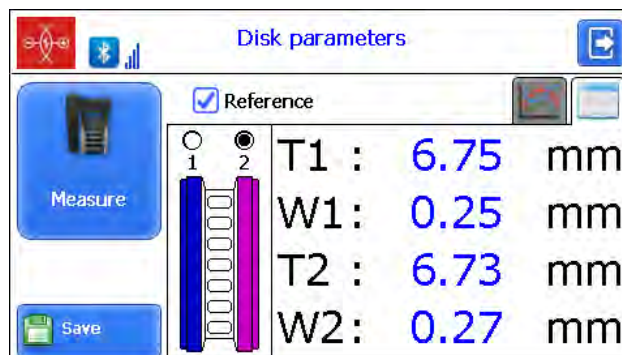 Disk parameters
Reference
1 2
Measure
T1 : 6.75 mm
W1: 0.25 mm
T2 : 6.73 mm
W2: 0.27 mm
Save